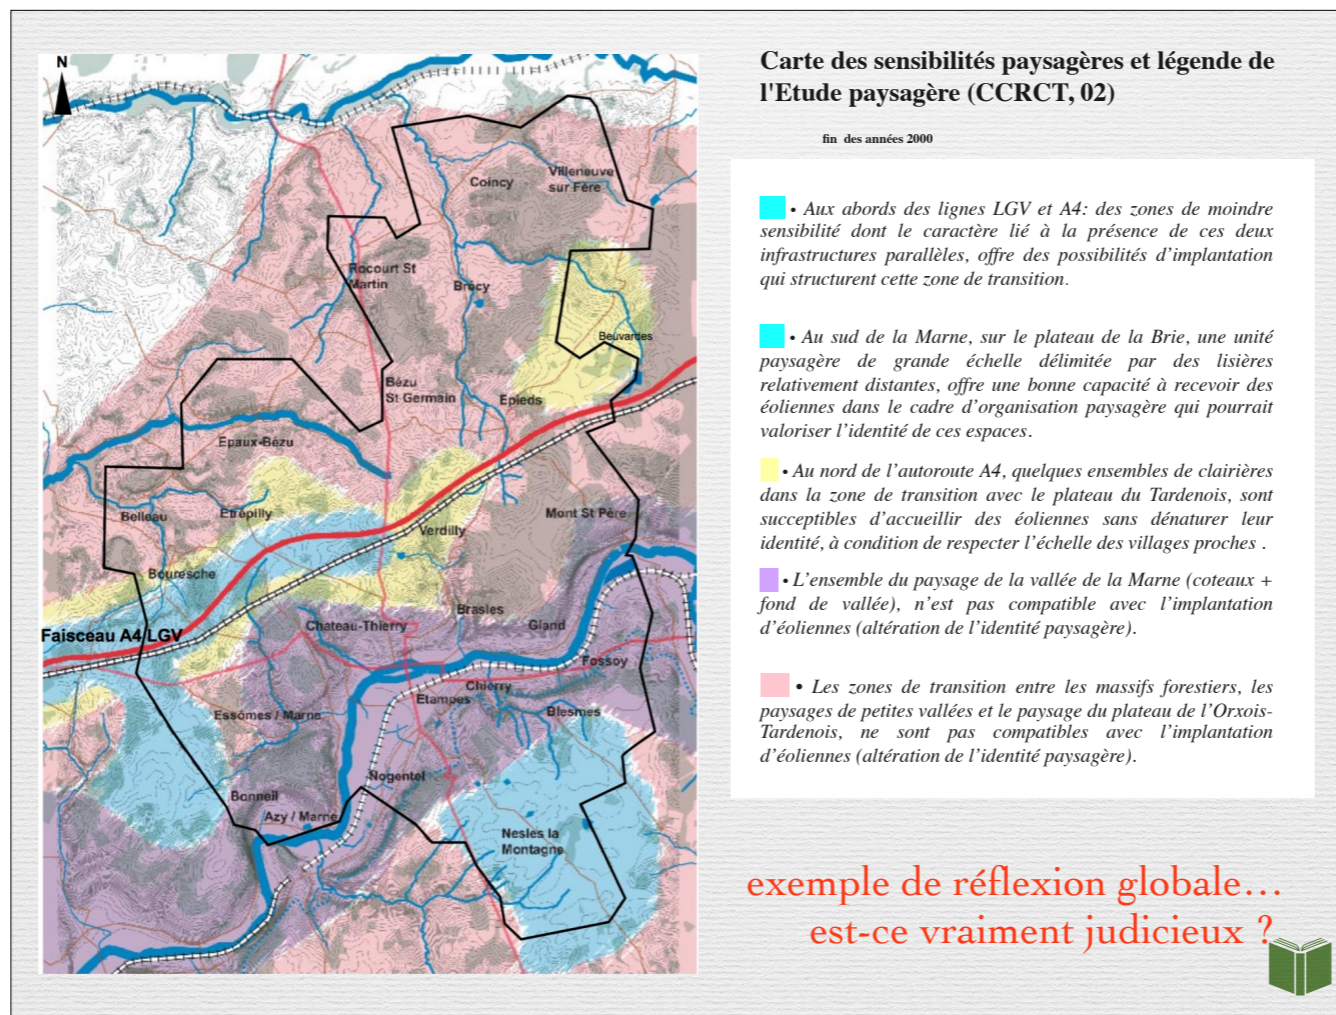 Carte des sensibilités paysagères et légende de
l'Etude paysagère (CCRCT, 02)
fin des années 2000
• Aux abords des lignes LGV et A4: des zones de moindre
sensibilité dont le caractère lié à la présence de ces deux
infrastructures parallèles, offre des possibilités d’implantation
qui structurent cette zone de transition.
• Au sud de la Marne, sur le plateau de la Brie, une unité
paysagère de grande échelle délimitée par des lisières
relativement distantes, offre une bonne capacité à recevoir des
éoliennes dans le cadre d’organisation paysagère qui pourrait
valoriser l’identité de ces espaces.
• Au nord de l’autoroute A4, quelques ensembles de clairières
dans la zone de transition avec le plateau du Tardenois, sont
succeptibles d’accueillir des éoliennes sans dénaturer leur
identité, à condition de respecter l’échelle des villages proches .
• L’ensemble du paysage de la vallée de la Marne (coteaux +
fond de vallée), n’est pas compatible avec l’implantation
d’éoliennes (altération de l’identité paysagère).
• Les zones de transition entre les massifs forestiers, les
paysages de petites vallées et le paysage du plateau de l’Orxois-
Tardenois, ne sont pas compatibles avec l’implantation
d’éoliennes (altération de l’identité paysagère).
exemple de réflexion globale…
est-ce vraiment judicieux ?
N
Coincy
Villeneuve
sur Fère
Rocourt St
Martin
Brécy
Beuvardes
Bézu
St Germain
Epieds
Epaux-Bézu
Belleau
Etrépilly
Mont St Père
Verdilly
Bouresche
Brasles
Chateau-Thierry
Gland
Faisceau A4 LGV
Fossoy
Chierry
Etampes
Blesmes
Essômes / Marne
Nogentel
Bonneil
Azy / Marne
Nesles la
Montagne